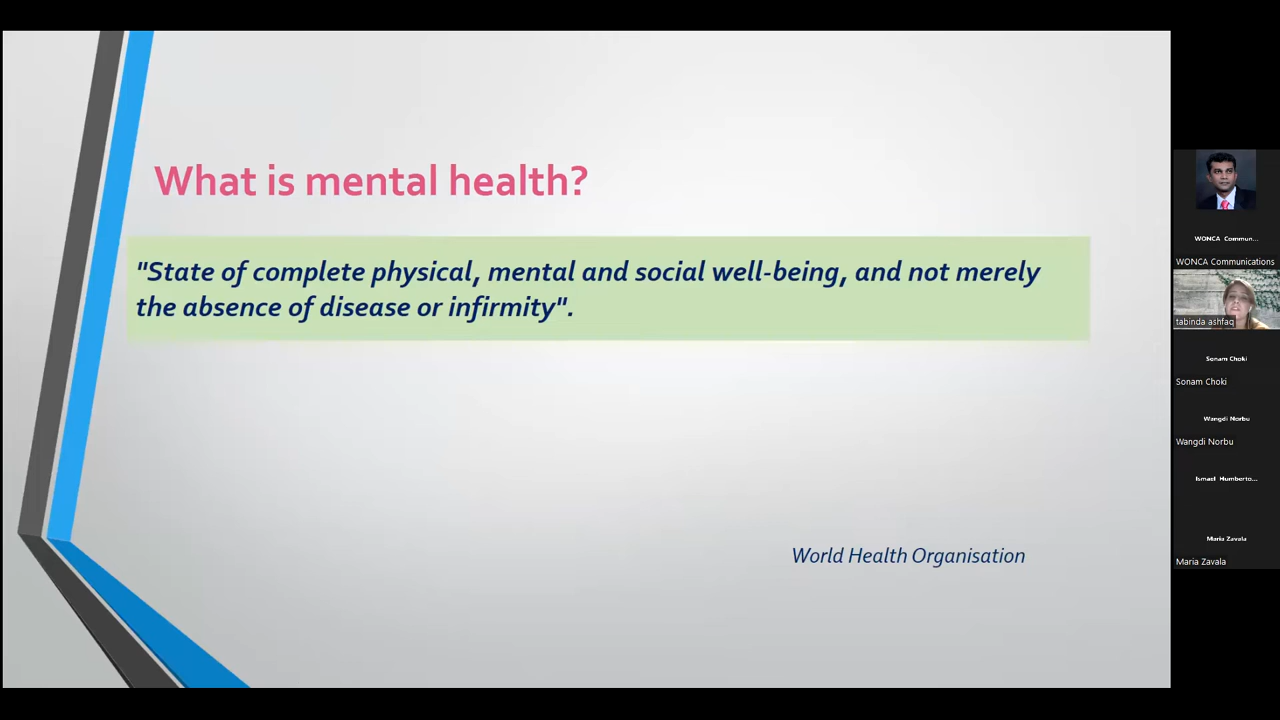 What is mental health?
"State of complete physical, mental and social well-being, and not merely
the absence of disease or infirmity".
World Health Organisation
WONCA Commun...
WONCA Communications
tabinda ashfaq
Sonam Choki
Sonam Choki
Wangdi Norbu
Wangdi Norbu
Ismael Humberto...
Maria Zavala
Maria Zavala